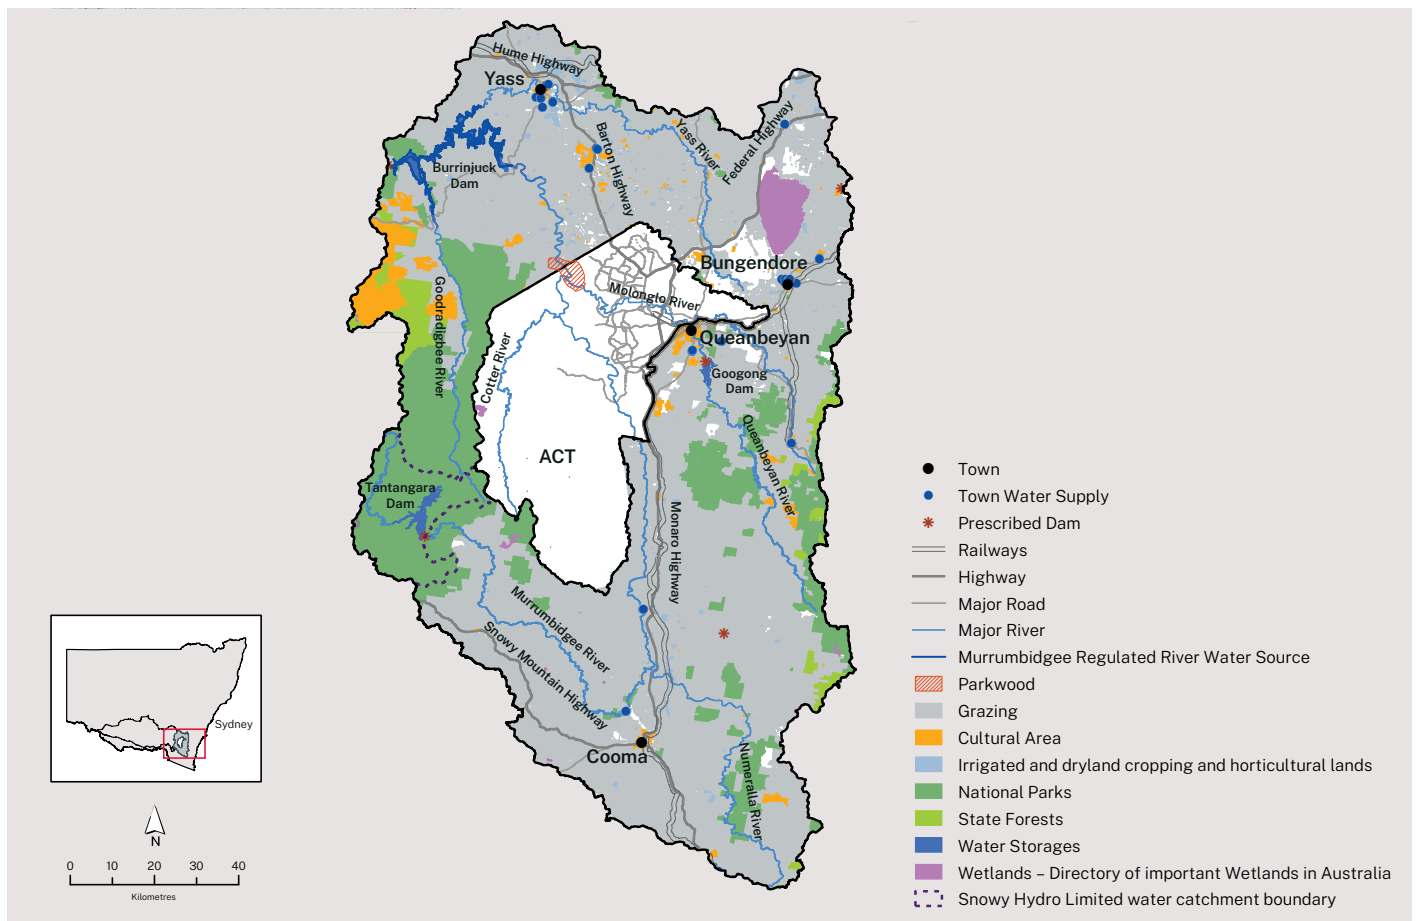 Hume Highway
Yass
Barton Highway
Yass River
Federal Highway
Burrinjuck
Dam
Bungendore
Molonglo River
Goodradigbee River
Queanbeyan
Cotter River
Googong
Dam
Queanbeyan River
ACT
Tantangara
Dam
Monaro Highway
Murrumbidgee River
Snowy Mountain Highway
Cooma
Numeralla River
Sydney
N
0 10 20 30 40
Kilometres
Town
Town Water Supply
Prescribed Dam
Railways
Highway
Major Road
Major River
Murrumbidgee Regulated River Water Source
Parkwood
Grazing
Cultural Area
Irrigated and dryland cropping and horticultural lands
National Parks
State Forests
Water Storages
Wetlands – Directory of important Wetlands in Australia
Snowy Hydro Limited water catchment boundary